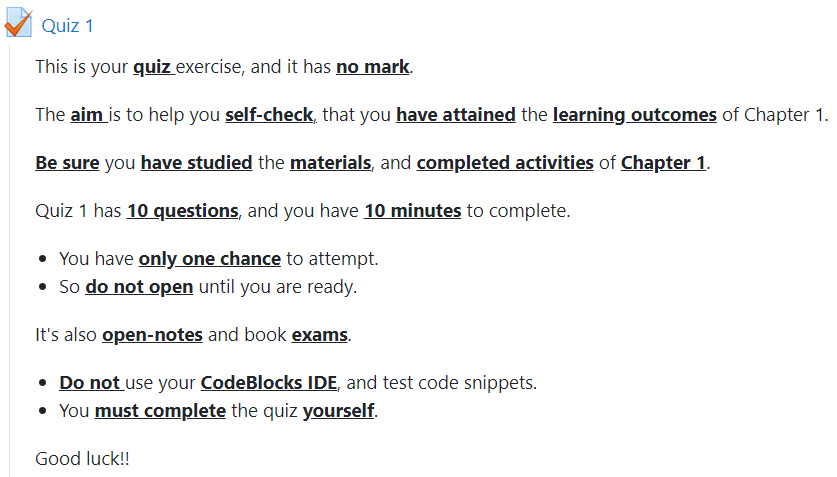 Quiz 1
This is your quiz exercise, and it has no mark.
The aim is to help you self-check, that you have attained the learning outcomes of Chapter 1.
Be sure you have studied the materials, and completed activities of Chapter 1.
Quiz 1 has 10 questions, and you have 10 minutes to complete.
• You have only one chance to attempt.
• So do not open until you are ready.
It's also open-notes and book exams.
• Do not use your CodeBlocks IDE, and test code snippets.
• You must complete the quiz yourself.
Good luck!!